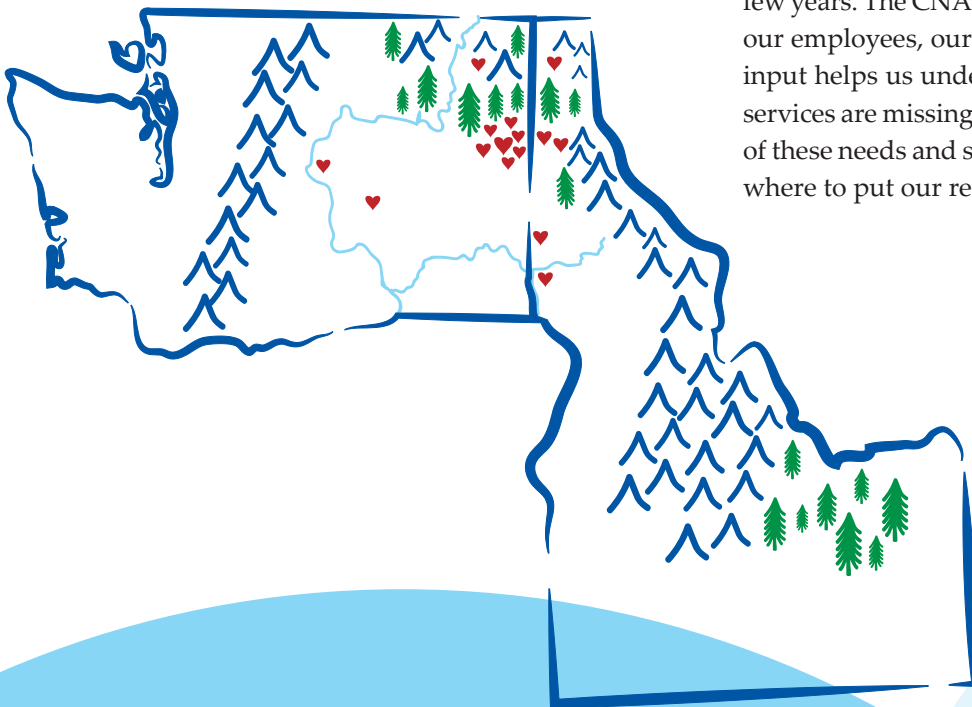 few years. The CNA
our employees, our
input helps us unde
services are missing
of these needs and s
where to put our re